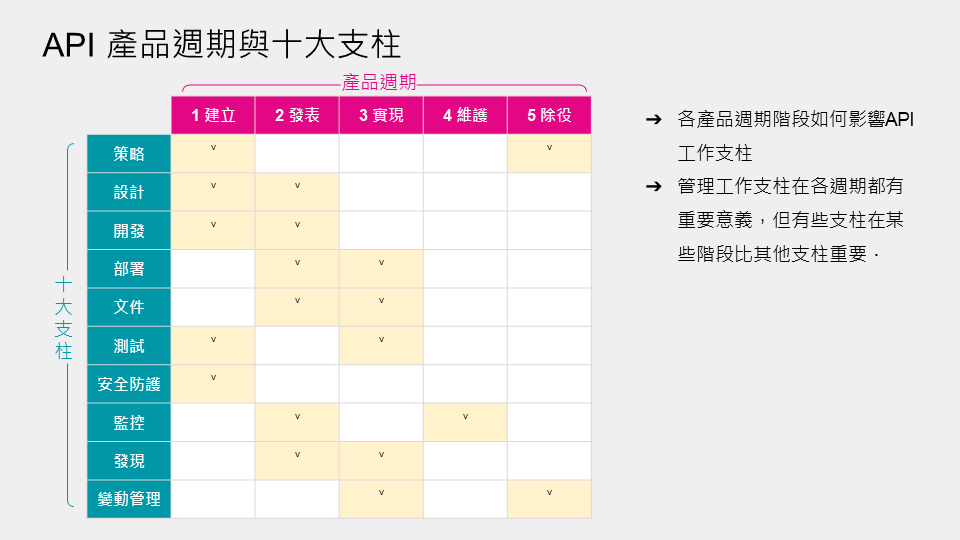 API 產品週期與十大支柱
產品週期
1 建立 2 發表 3 實現 4 維護 5 除役
策略 v v
設計 v v
開發 v v
部署 v v
文件 v v
測試 v v
安全防護 v
監控 v v
發現 v v
變動管理 v v
十大支柱
➔ 各產品週期階段如何影響API
工作支柱
➔ 管理工作支柱在各週期都有
重要意義，但有些支柱在某
些階段比其他支柱重要．